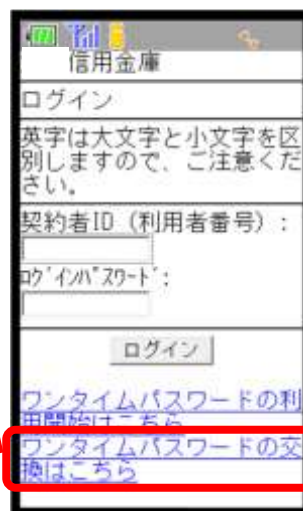 信用金庫
ログイン
英字は大文字と小文字を区
別しますので、ご注意くだ
さい。
契約者ID（利用者番号）：
ﾛｸﾞｲﾝﾊﾟｽﾜｰﾄﾞ：
ログイン
ワンタイムパスワードの利
用開始はこちら
ワンタイムパスワードの交
換はこちら